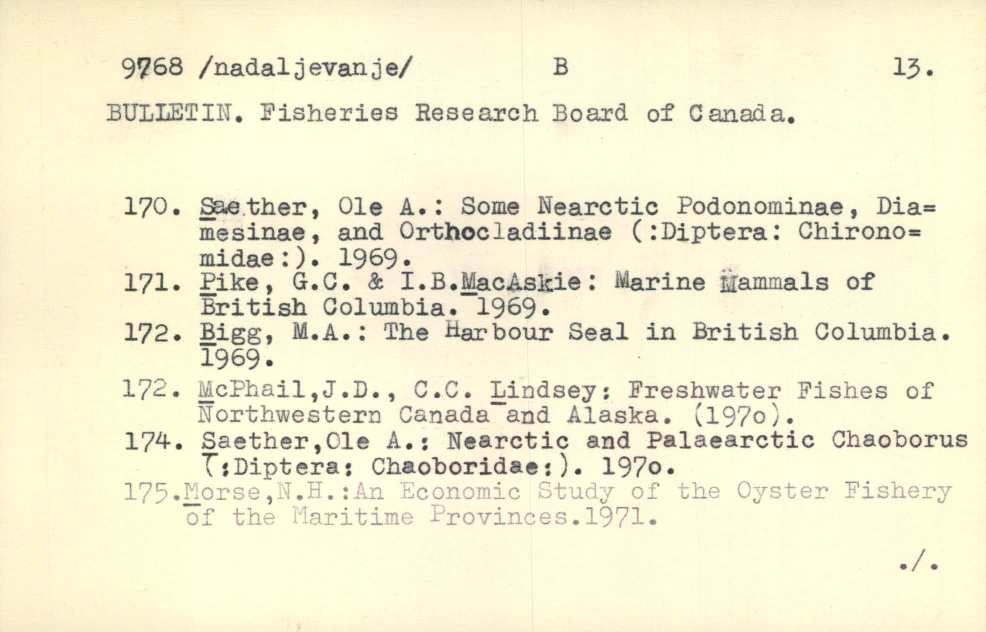 9768 /nadaljevanje/ B 13.
BULLETIN. Fisheries Research Board of Canada.
170. Saether, Ole A.: Some Nearctic Podonominae, Dia=
mesinae, and Orthocladiinae (:Diptera: Chirono=
midae:). 1969.
171. Pike, G.C. & I.B.MacAskie: Marine Mammals of
British Columbia. 1969.
172. Bigg, M.A.: The Harbour Seal in British Columbia.
1969.
172. McPhail,J.D., C.C. Lindsey: Freshwater Fishes of
Northwestern Canada and Alaska. (197o).
174. Saether,Ole A.: Nearctic and Palaearctic Chaoborus
(:Diptera: Chaoboridae:). 197o.
175.Morse,N.H.:An Economic Study of the Oyster Fishery
of the Maritime Provinces.1971.
./.